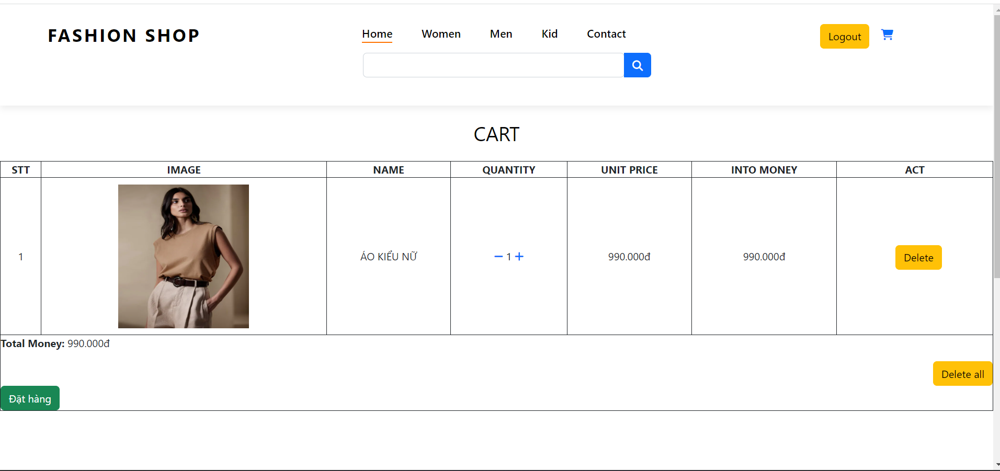 FASHION SHOP
Home Women Men Kid Contact
Logout
CART
STT IMAGE NAME QUANTITY UNIT PRICE INTO MONEY ACT
1 ÁO KIỂU NỮ 1 990.000đ 990.000đ Delete
Total Money: 990.000đ
Delete all
Đặt hàng